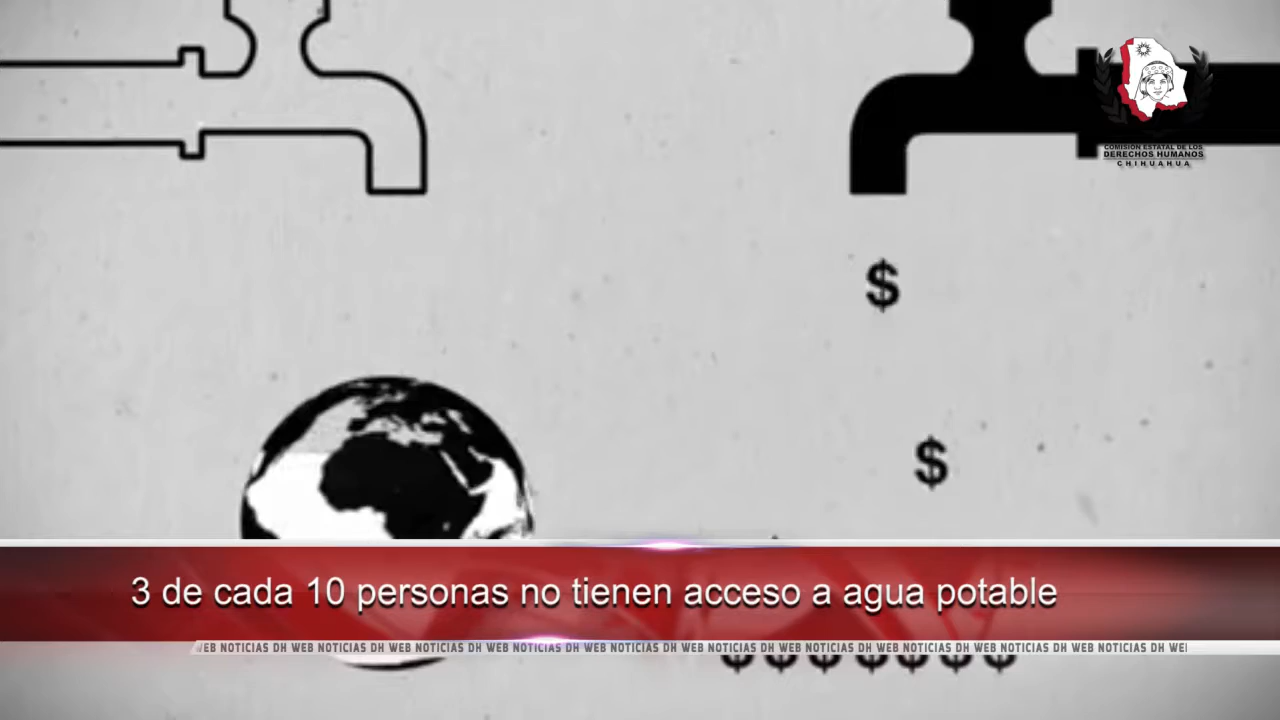 COMISIÓN ESTATAL DE LOS
DERECHOS HUMANOS
CHIHUAHUA
$
$
3 de cada 10 personas no tienen acceso a agua potable
WEB NOTICIAS DH WEB NOTICIAS DH WEB NOTICIAS DH WEB NOTICIAS DH WEB NOTICIAS DH WEB NOTICIAS DH WEB NOTICIAS DH WEB NOTICIAS DH WEB NOTICIAS DH WEB NOTICIAS DH WE
$ $ $ $ $ $ $